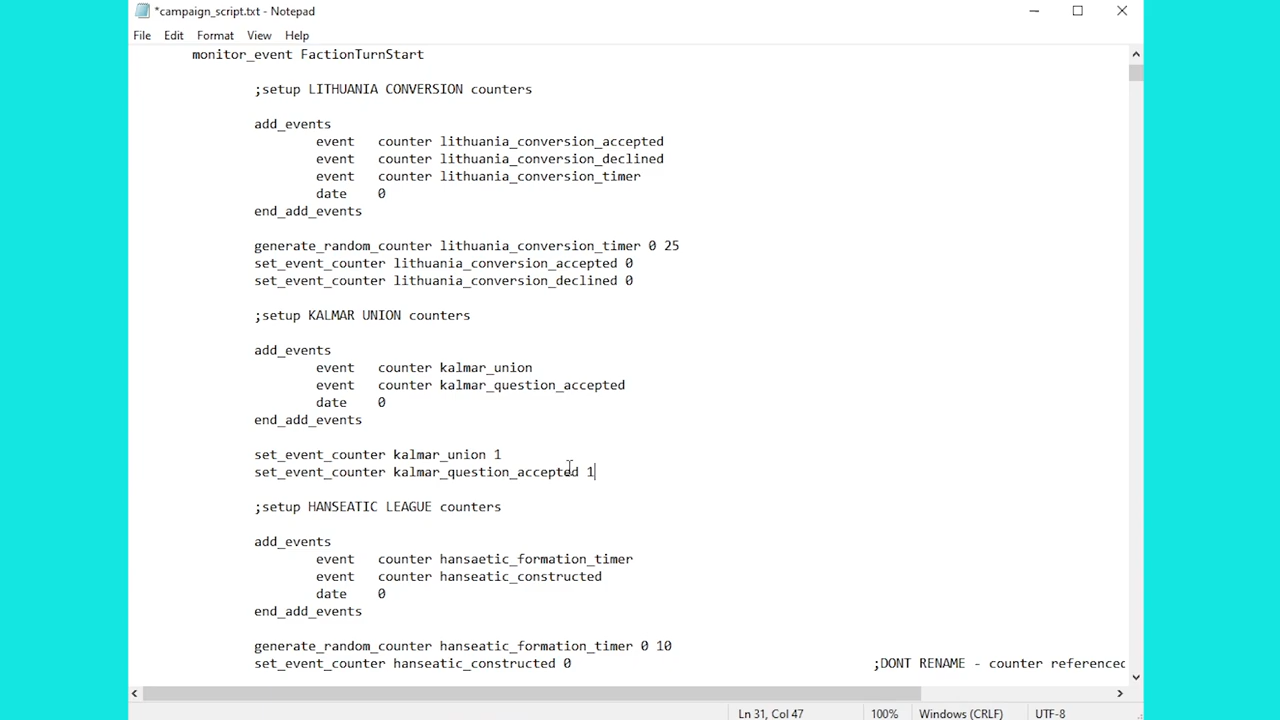 *campaign_script.txt - Notepad
File Edit Format View Help
monitor_event FactionTurnStart
;setup LITHUANIA CONVERSION counters
add_events
event counter lithuania_conversion_accepted
event counter lithuania_conversion_declined
event counter lithuania_conversion_timer
date 0
end_add_events
generate_random_counter lithuania_conversion_timer 0 25
set_event_counter lithuania_conversion_accepted 0
set_event_counter lithuania_conversion_declined 0
;setup KALMAR UNION counters
add_events
event counter kalmar_union
event counter kalmar_question_accepted
date 0
end_add_events
set_event_counter kalmar_union 1
set_event_counter kalmar_question_accepted 1
;setup HANSEATIC LEAGUE counters
add_events
event counter hansaetic_formation_timer
event counter hanseatic_constructed
date 0
end_add_events
generate_random_counter hanseatic_formation_timer 0 10
set_event_counter hanseatic_constructed 0 ;DONT RENAME - counter referenced
Ln 31, Col 47 100% Windows (CRLF) UTF-8